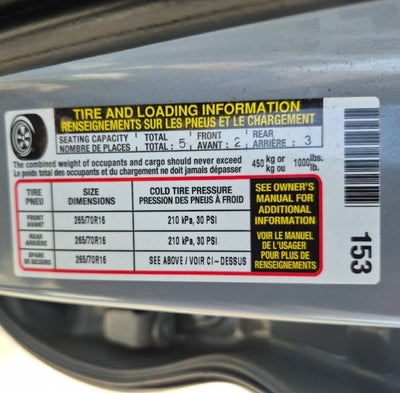 TIRE AND LOADING INFORMATION
RENSEIGNEMENTS SUR LES PNEUS ET LE CHARGEMENT
SEATING CAPACITY TOTAL FRONT REAR
NOMBRE DE PLACES TOTAL: 5 AVANT: 2 ARRIÈRE: 3
The combined weight of occupants and cargo should never exceed 450 kg or 1000 lbs.
Le poids total des occupants et du chargement ne doit jamais dépasser kg ou lb.
TIRE SIZE COLD TIRE PRESSURE
PNEU DIMENSIONS PRESSION DES PNEUS À FROID
FRONT
AVANT 265/70R16 210 kPa, 30 PSI
REAR
ARRIÈRE 265/70R16 210 kPa, 30 PSI
SPARE
DE SECOURS 265/70R16 SEE ABOVE / VOIR CI-DESSUS
SEE OWNER'S
MANUAL FOR
ADDITIONAL
INFORMATION
VOIR LE MANUEL
DE L'USAGER
POUR PLUS DE
RENSEIGNEMENTS
153